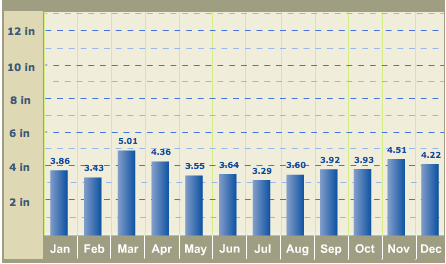 12 in
10 in
8 in
6 in
4 in
2 in
3.86 3.43 5.01 4.36 3.55 3.64 3.29 3.60 3.92 3.93 4.51 4.22
Jan Feb Mar Apr May Jun Jul Aug Sep Oct Nov Dec